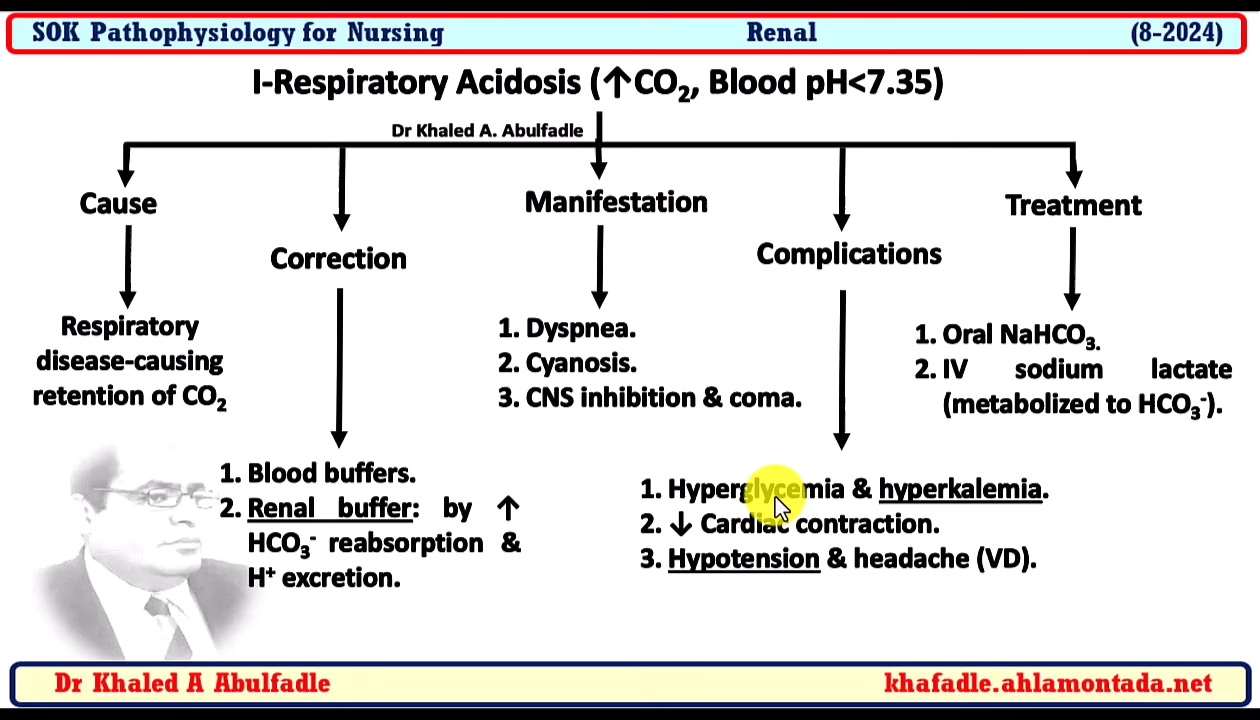 SOK Pathophysiology for Nursing Renal (8-2024)
I-Respiratory Acidosis (↑CO₂, Blood pH<7.35)
Dr Khaled A. Abulfadle
Cause
Respiratory
disease-causing
retention of CO₂
Correction
1. Blood buffers.
2. Renal buffer: by ↑
HCO₃⁻ reabsorption &
H⁺ excretion.
Manifestation
1. Dyspnea.
2. Cyanosis.
3. CNS inhibition & coma.
Complications
1. Hyperglycemia & hyperkalemia.
2. ↓ Cardiac contraction.
3. Hypotension & headache (VD).
Treatment
1. Oral NaHCO₃.
2. IV sodium lactate
(metabolized to HCO₃⁻).
Dr Khaled A Abulfadle khafadle.ahlamontada.net